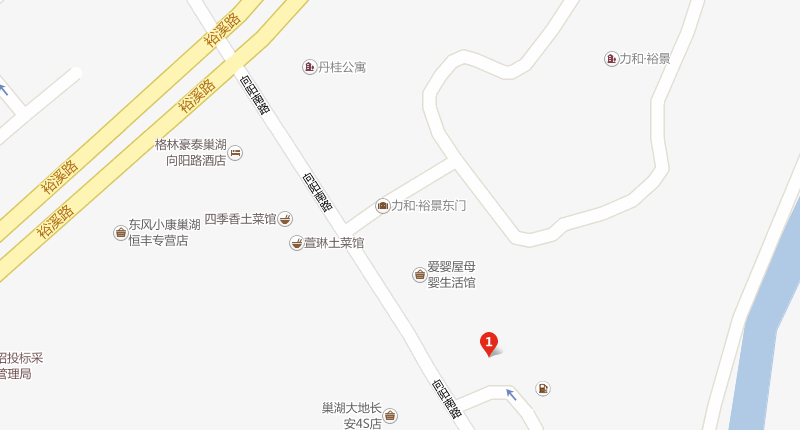 裕溪路
裕溪路
裕溪路
裕溪路
向阳南路
丹桂公寓
力和·裕景
格林豪泰巢湖
向阳路酒店
向阳南路
力和·裕景东门
东风小康巢湖
恒丰专营店
四季香土菜馆
萱琳土菜馆
爱婴屋母
婴生活馆
1
招投标采
管理局
向阳南路
巢湖大地长
安4S店